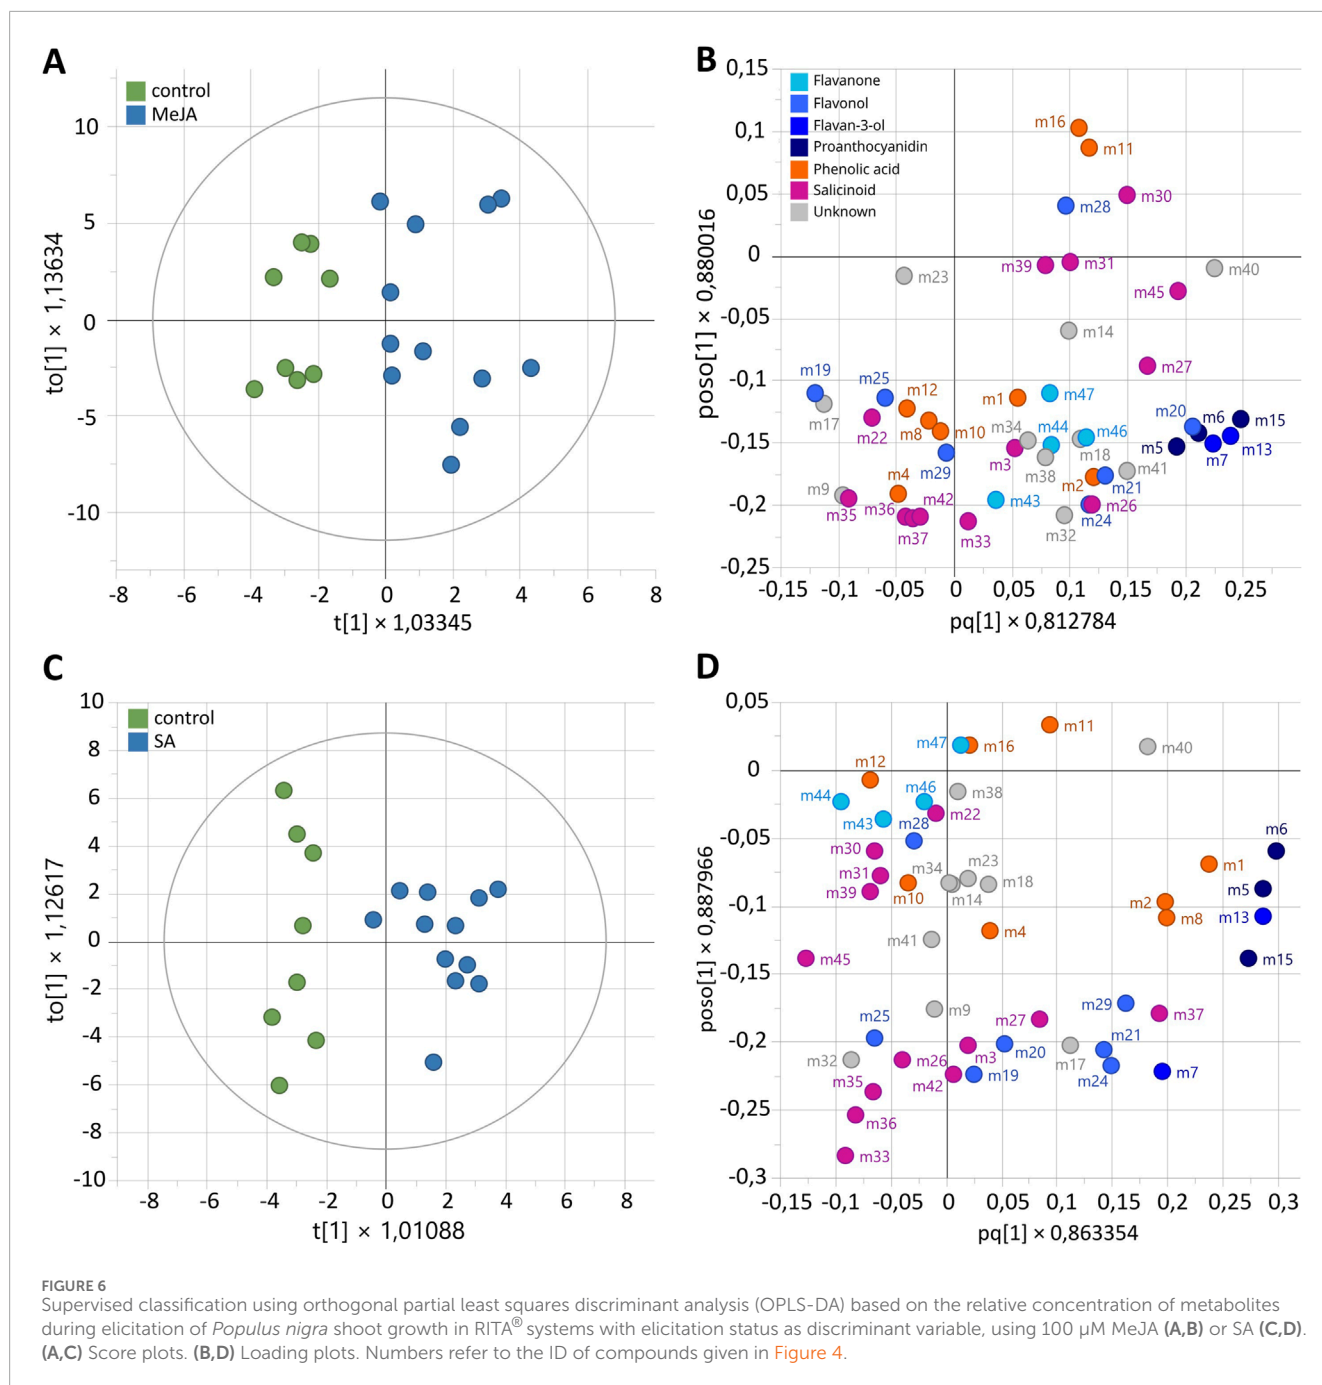 A
control
MeJA
10
5
0
-5
-10
-8
-6
-4
-2
0
2
4
6
8
to[1] × 1,13634
t[1] × 1,03345
B
Flavanone
Flavonol
Flavan-3-ol
Proanthocyanidin
Phenolic acid
Salicinoid
Unknown
0,15
0,1
0,05
0
-0,05
-0,1
-0,15
-0,2
-0,25
-0,15
-0,1
-0,05
0
0,05
0,1
0,15
0,2
0,25
poso[1] × 0,880016
pq[1] × 0,812784
m16
m11
m30
m28
m39
m31
m40
m23
m45
m14
m27
m19
m25
m12
m1
m47
m17
m22
m8
m10
m34
m44
m46
m20
m6
m15
m29
m3
m38
m18
m5
m7
m13
m41
m9
m4
m2
m21
m35
m36
m42
m43
m26
m37
m33
m32
m24
C
control
SA
10
8
6
4
2
0
-2
-4
-6
-8
-10
-8
-6
-4
-2
0
2
4
6
8
to[1] × 1,12617
t[1] × 1,01088
D
0,05
0
-0,05
-0,1
-0,15
-0,2
-0,25
-0,3
-0,15
-0,1
-0,05
0
0,05
0,1
0,15
0,2
0,25
0,3
poso[1] × 0,887966
pq[1] × 0,863354
m11
m47
m16
m40
m12
m44
m46
m38
m43
m28
m22
m6
m30
m31
m34
m23
m1
m39
m10
m14
m18
m5
m2
m8
m13
m41
m4
m45
m15
m9
m27
m29
m37
m25
m21
m32
m26
m3
m20
m17
m35
m42
m19
m24
m7
m36
m33
FIGURE 6
Supervised classification using orthogonal partial least squares discriminant analysis (OPLS-DA) based on the relative concentration of metabolites
during elicitation of Populus nigra shoot growth in RITA® systems with elicitation status as discriminant variable, using 100 µM MeJA (A,B) or SA (C,D).
(A,C) Score plots. (B,D) Loading plots. Numbers refer to the ID of compounds given in Figure 4.